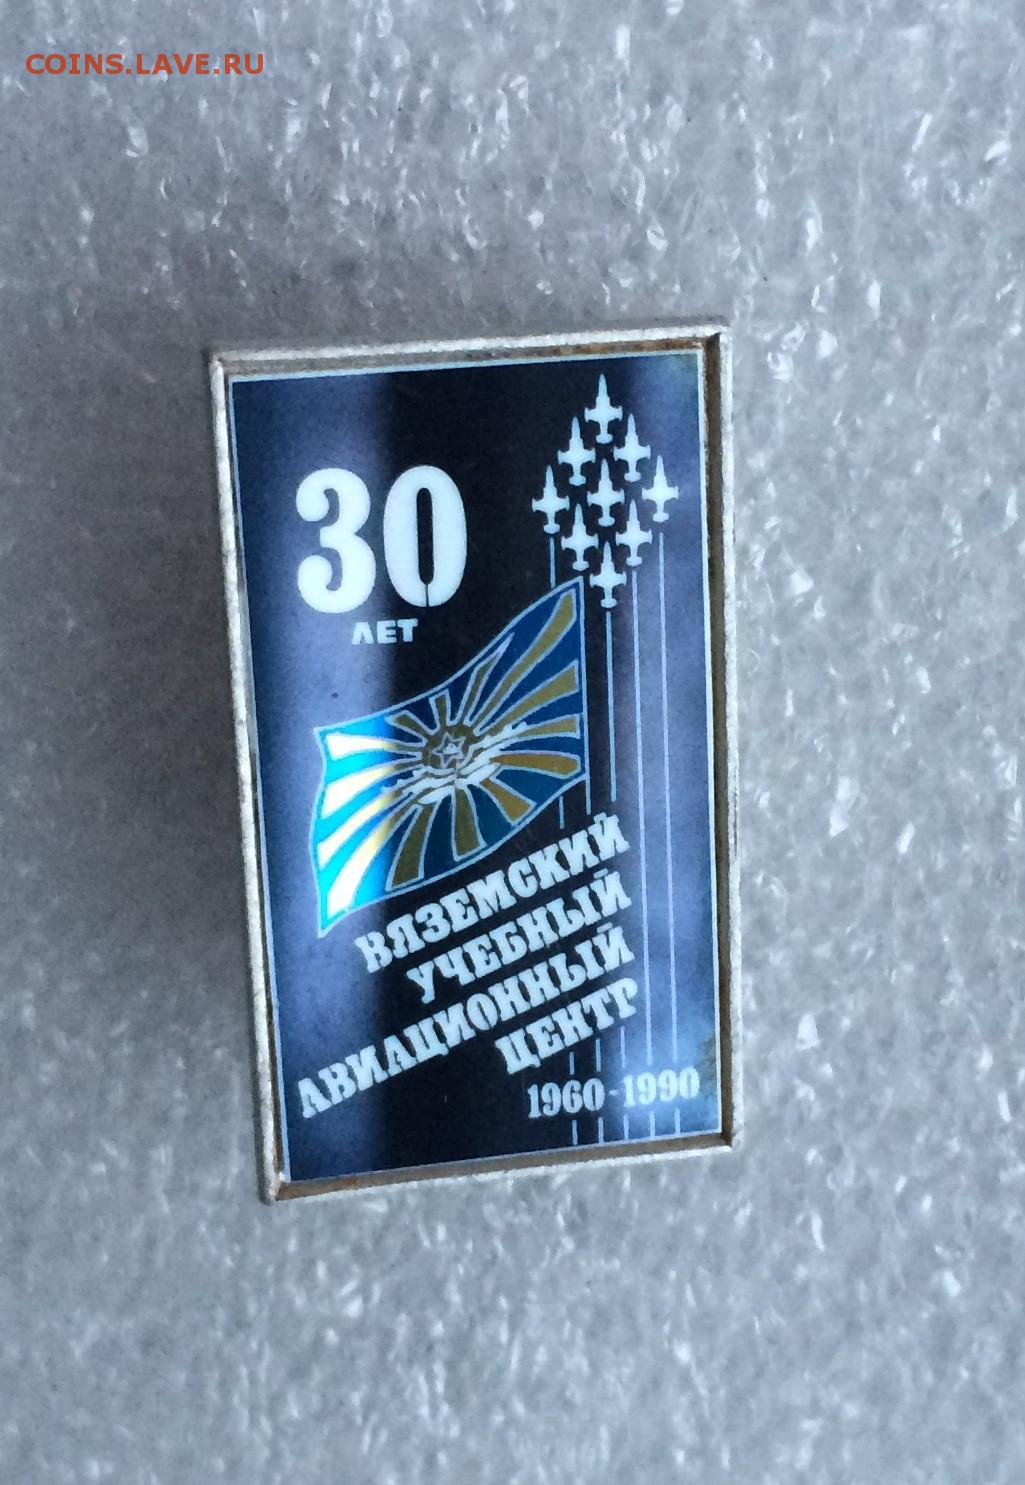 COINS.LAVE.RU
30
ЛЕТ
ВЯЗЕМСКИЙ
УЧЕБНЫЙ
АВИАЦИОННЫЙ
ЦЕНТР
1960-1990